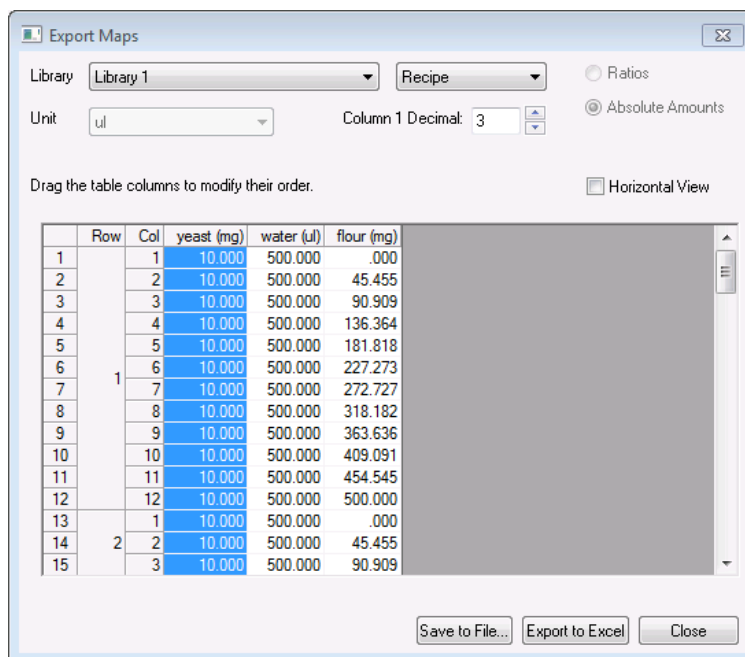 Export Maps
Library Library 1 Recipe Ratios
Unit ul Column 1 Decimal: 3 Absolute Amounts
Drag the table columns to modify their order. Horizontal View
Row Col yeast (mg) water (ul) flour (mg)
1 1 1 10.000 500.000 .000
2 2 10.000 500.000 45.455
3 3 10.000 500.000 90.909
4 4 10.000 500.000 136.364
5 5 10.000 500.000 181.818
6 6 10.000 500.000 227.273
7 7 10.000 500.000 272.727
8 8 10.000 500.000 318.182
9 9 10.000 500.000 363.636
10 10 10.000 500.000 409.091
11 11 10.000 500.000 454.545
12 12 10.000 500.000 500.000
13 2 1 10.000 500.000 .000
14 2 10.000 500.000 45.455
15 3 10.000 500.000 90.909
Save to File... Export to Excel Close